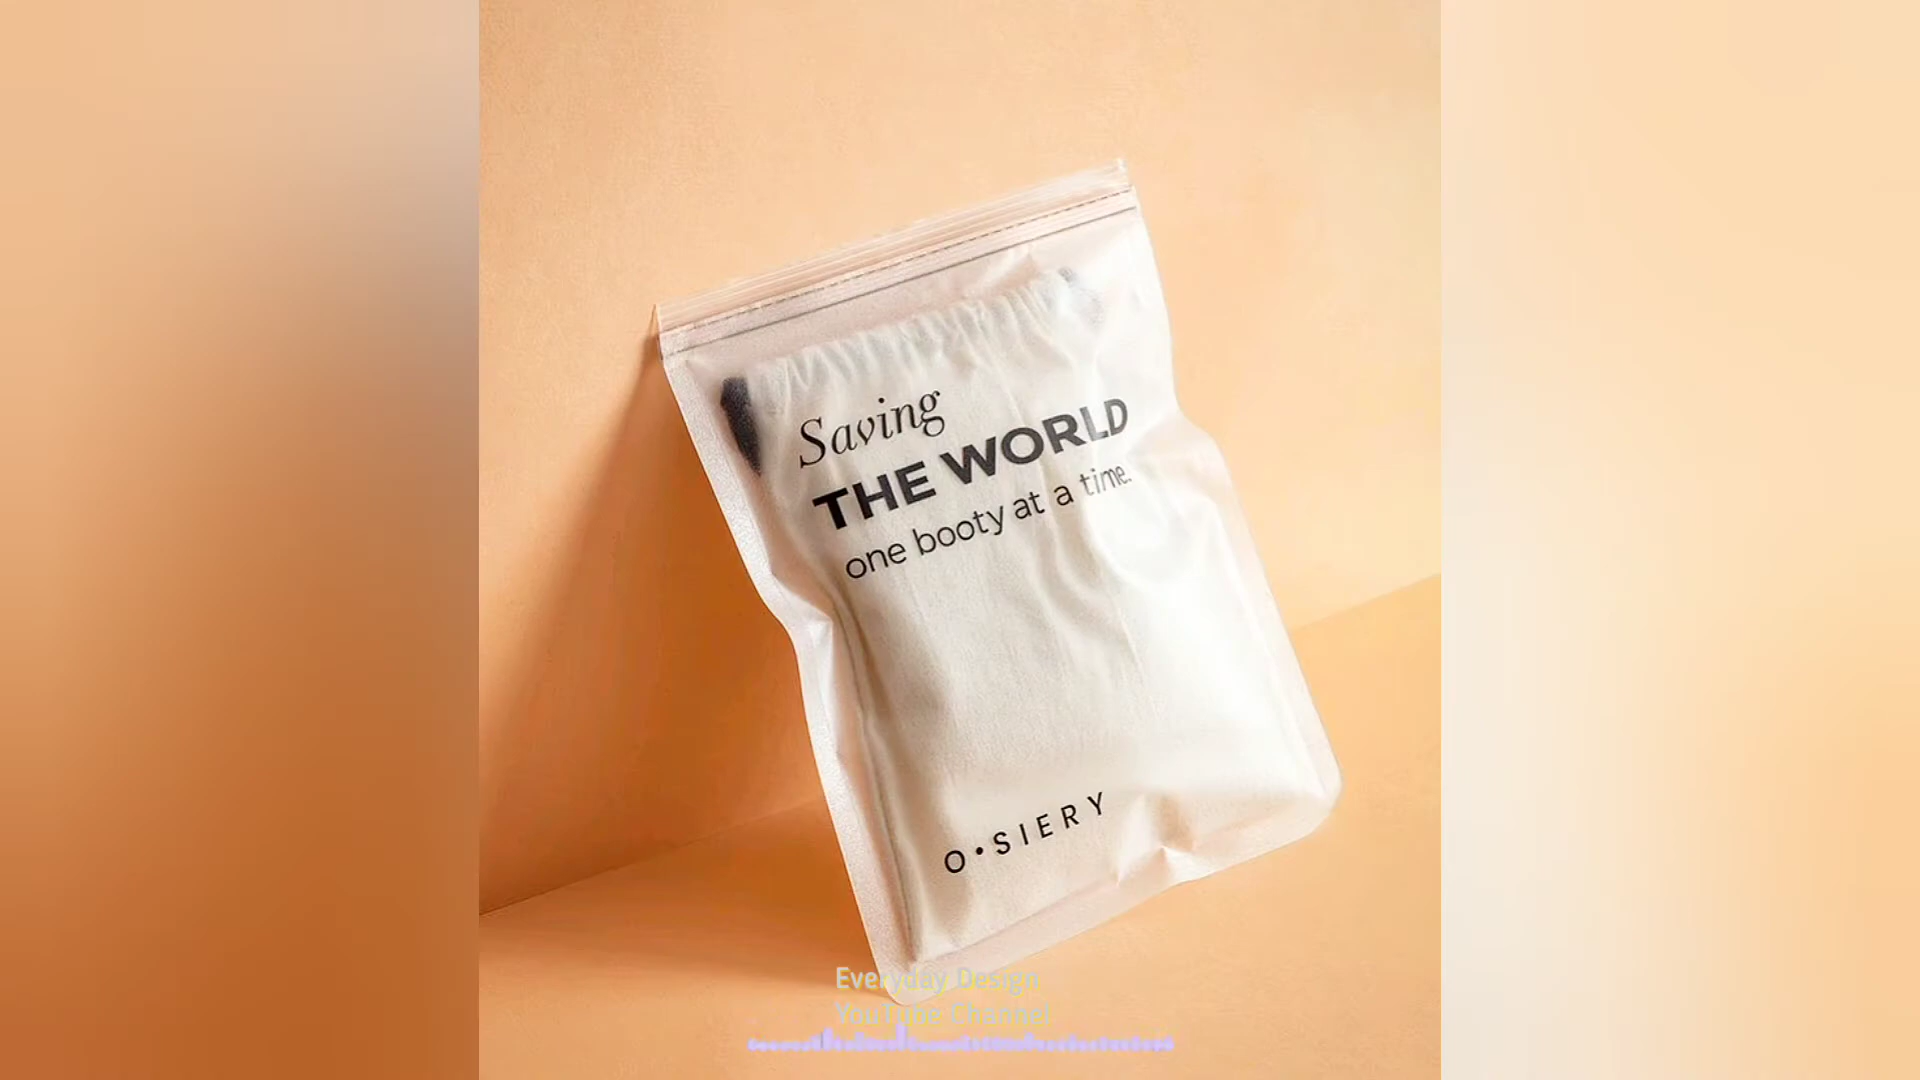 Saving
THE WORLD
one booty at a time.
O•SIERY
Everyday Design
YouTube Channel